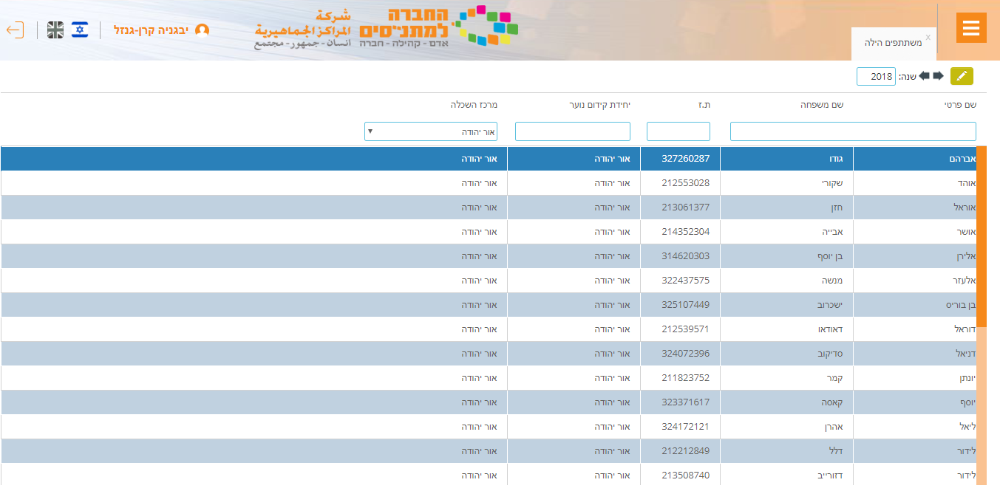 החברה למתנ"סים
אדם - קהילה - חברה
شركة المراكز الجماهيرية
انسان - جمهور - مجتمع
יבגניה קרן-גנזל
משתתפים הילה x
שנה: 2018
שם פרטי שם משפחה ת.ז יחידת קידום נוער מרכז השכלה
אור יהודה
אברהם גודו 327260287 אור יהודה אור יהודה
אוהד שקורי 212553028 אור יהודה אור יהודה
אוראל חזן 213061377 אור יהודה אור יהודה
אושר אבייה 214352304 אור יהודה אור יהודה
אלירן בן יוסף 314620303 אור יהודה אור יהודה
אלעזר מנשה 322437575 אור יהודה אור יהודה
בן בוריס ישכרוב 325107449 אור יהודה אור יהודה
דוראל דאודאו 212539571 אור יהודה אור יהודה
דניאל סדיקוב 324072396 אור יהודה אור יהודה
יונתן קמר 211823752 אור יהודה אור יהודה
יוסף קאסה 323371617 אור יהודה אור יהודה
ליאל אהרן 324172121 אור יהודה אור יהודה
לידור דלל 212212849 אור יהודה אור יהודה
לידור דזורייב 213508740 אור יהודה אור יהודה